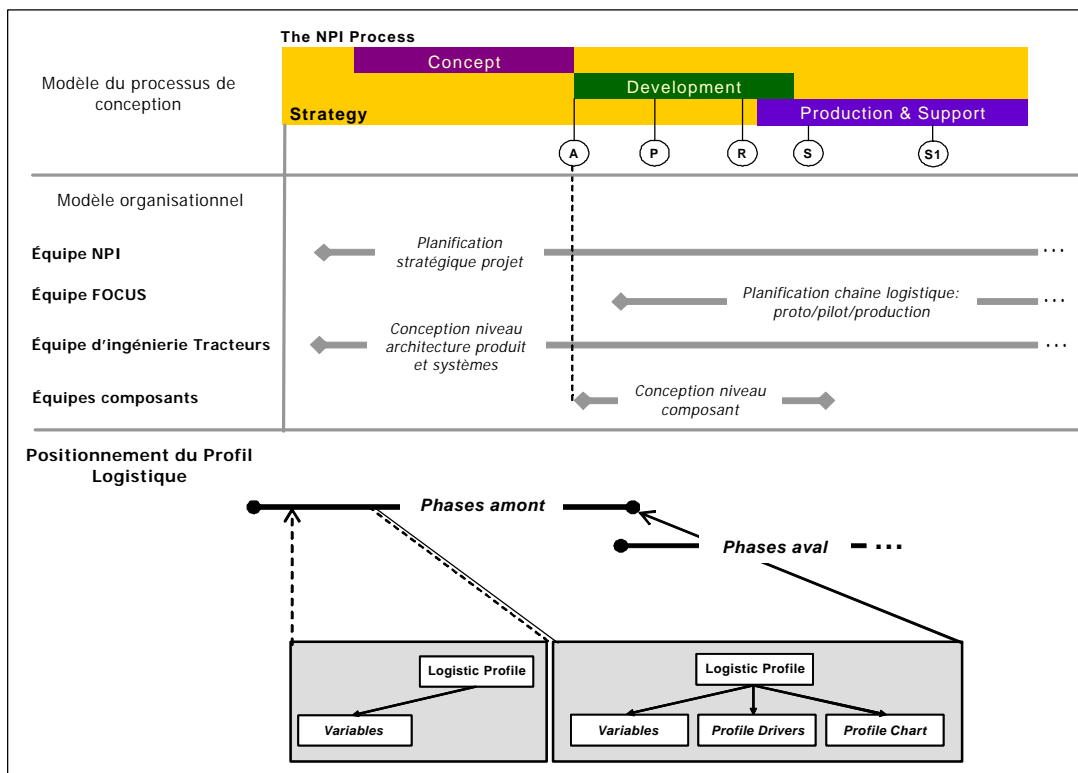 The NPI Process
Modèle du processus de
conception
Concept
Development
Strategy
Production & Support
A
P
R
S
S1
Modèle organisationnel
Équipe NPI
Planification
stratégique projet
...
Équipe FOCUS
Planification chaîne logistique:
proto/pilot/production
...
Équipe d'ingénierie Tracteurs
Conception niveau
architecture produit
et systèmes
...
Équipes composants
Conception niveau
composant
Positionnement du Profil
Logistique
Phases amont
Phases aval
...
Logistic Profile
Variables
Logistic Profile
Variables
Profile Drivers
Profile Chart